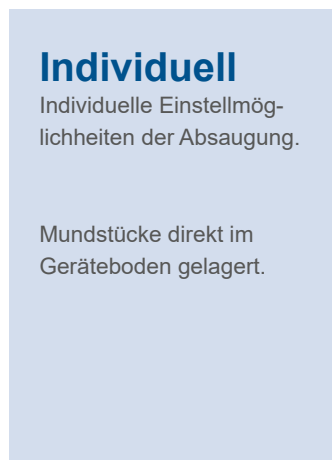 Individuell
Individuelle Einstellmög-
lichheiten der Absaugung.
Mundstücke direkt im
Geräteboden gelagert.